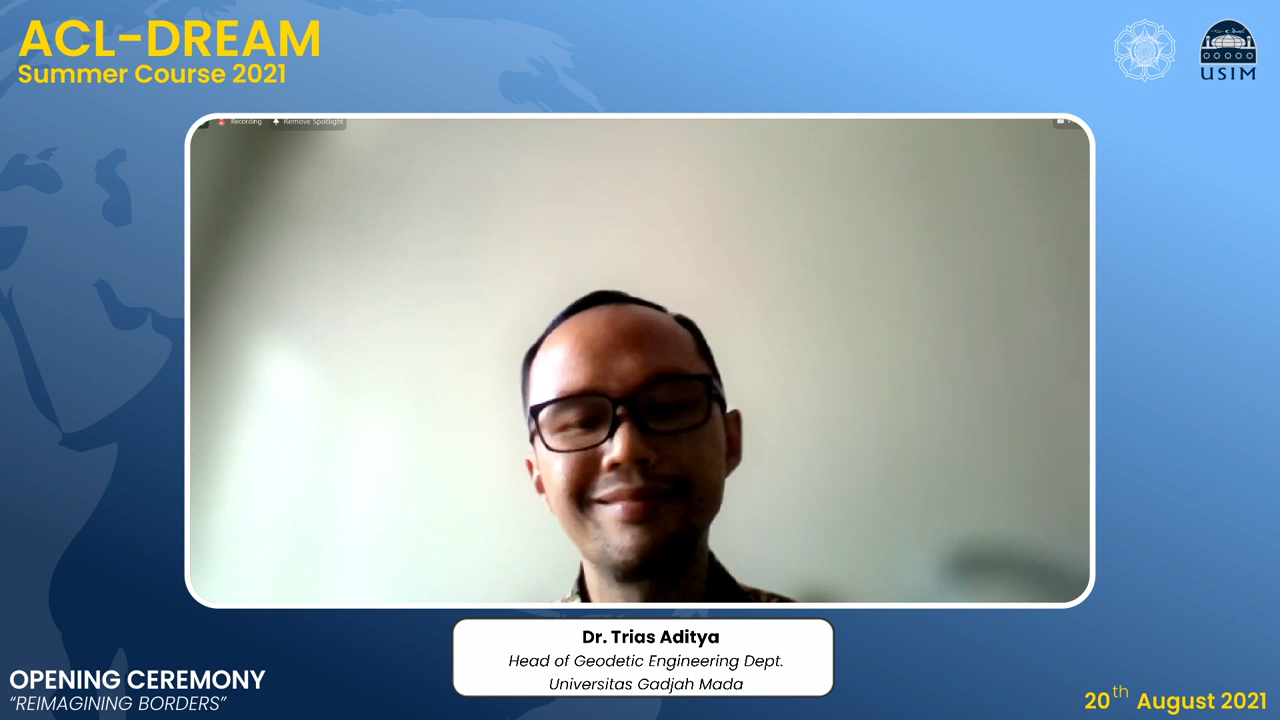 ACL-DREAM
Summer Course 2021
USIM
Recording Remove Spotlight
Dr. Trias Aditya
Head of Geodetic Engineering Dept.
Universitas Gadjah Mada
OPENING CEREMONY
“REIMAGINING BORDERS”
20th August 2021